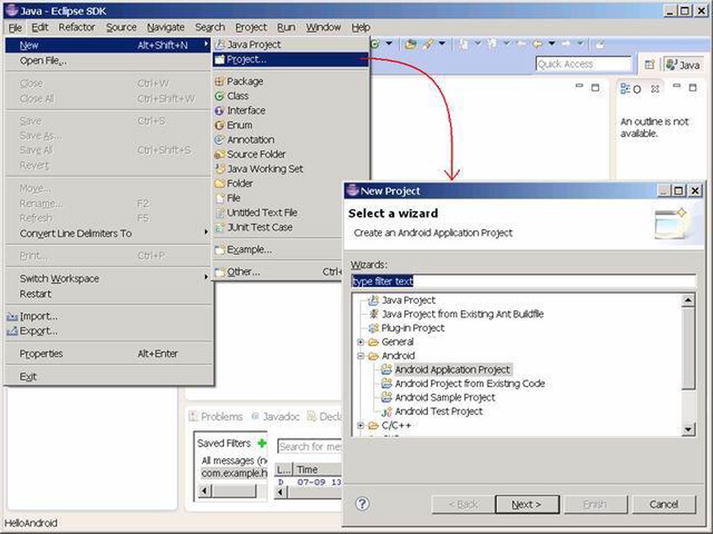 Java - Eclipse SDK
File Edit Refactor Source Navigate Search Project Run Window Help
New Alt+Shift+N
Open File...
Close Ctrl+W
Close All Ctrl+Shift+W
Save Ctrl+S
Save As...
Save All Ctrl+Shift+S
Revert
Move...
Rename... F2
Refresh F5
Convert Line Delimiters To
Print... Ctrl+P
Switch Workspace
Restart
Import...
Export...
Properties Alt+Enter
Exit
Java Project
Project...
Package
Class
Interface
Enum
Annotation
Source Folder
Java Working Set
Folder
File
Untitled Text File
JUnit Test Case
Example...
Other... Ctrl+
Quick Access
Java
O
An outline is not
available.
New Project
Select a wizard
Create an Android Application Project
Wizards:
type filter text
Java Project
Java Project from Existing Ant Buildfile
Plug-in Project
General
Android
Android Application Project
Android Project from Existing Code
Android Sample Project
Android Test Project
C/C++
< Back Next > Finish Cancel
Problems Javadoc Decla
Saved Filters
All messages (no
com.example.h
Search for mes
L... Time
D 07-09 13
HelloAndroid